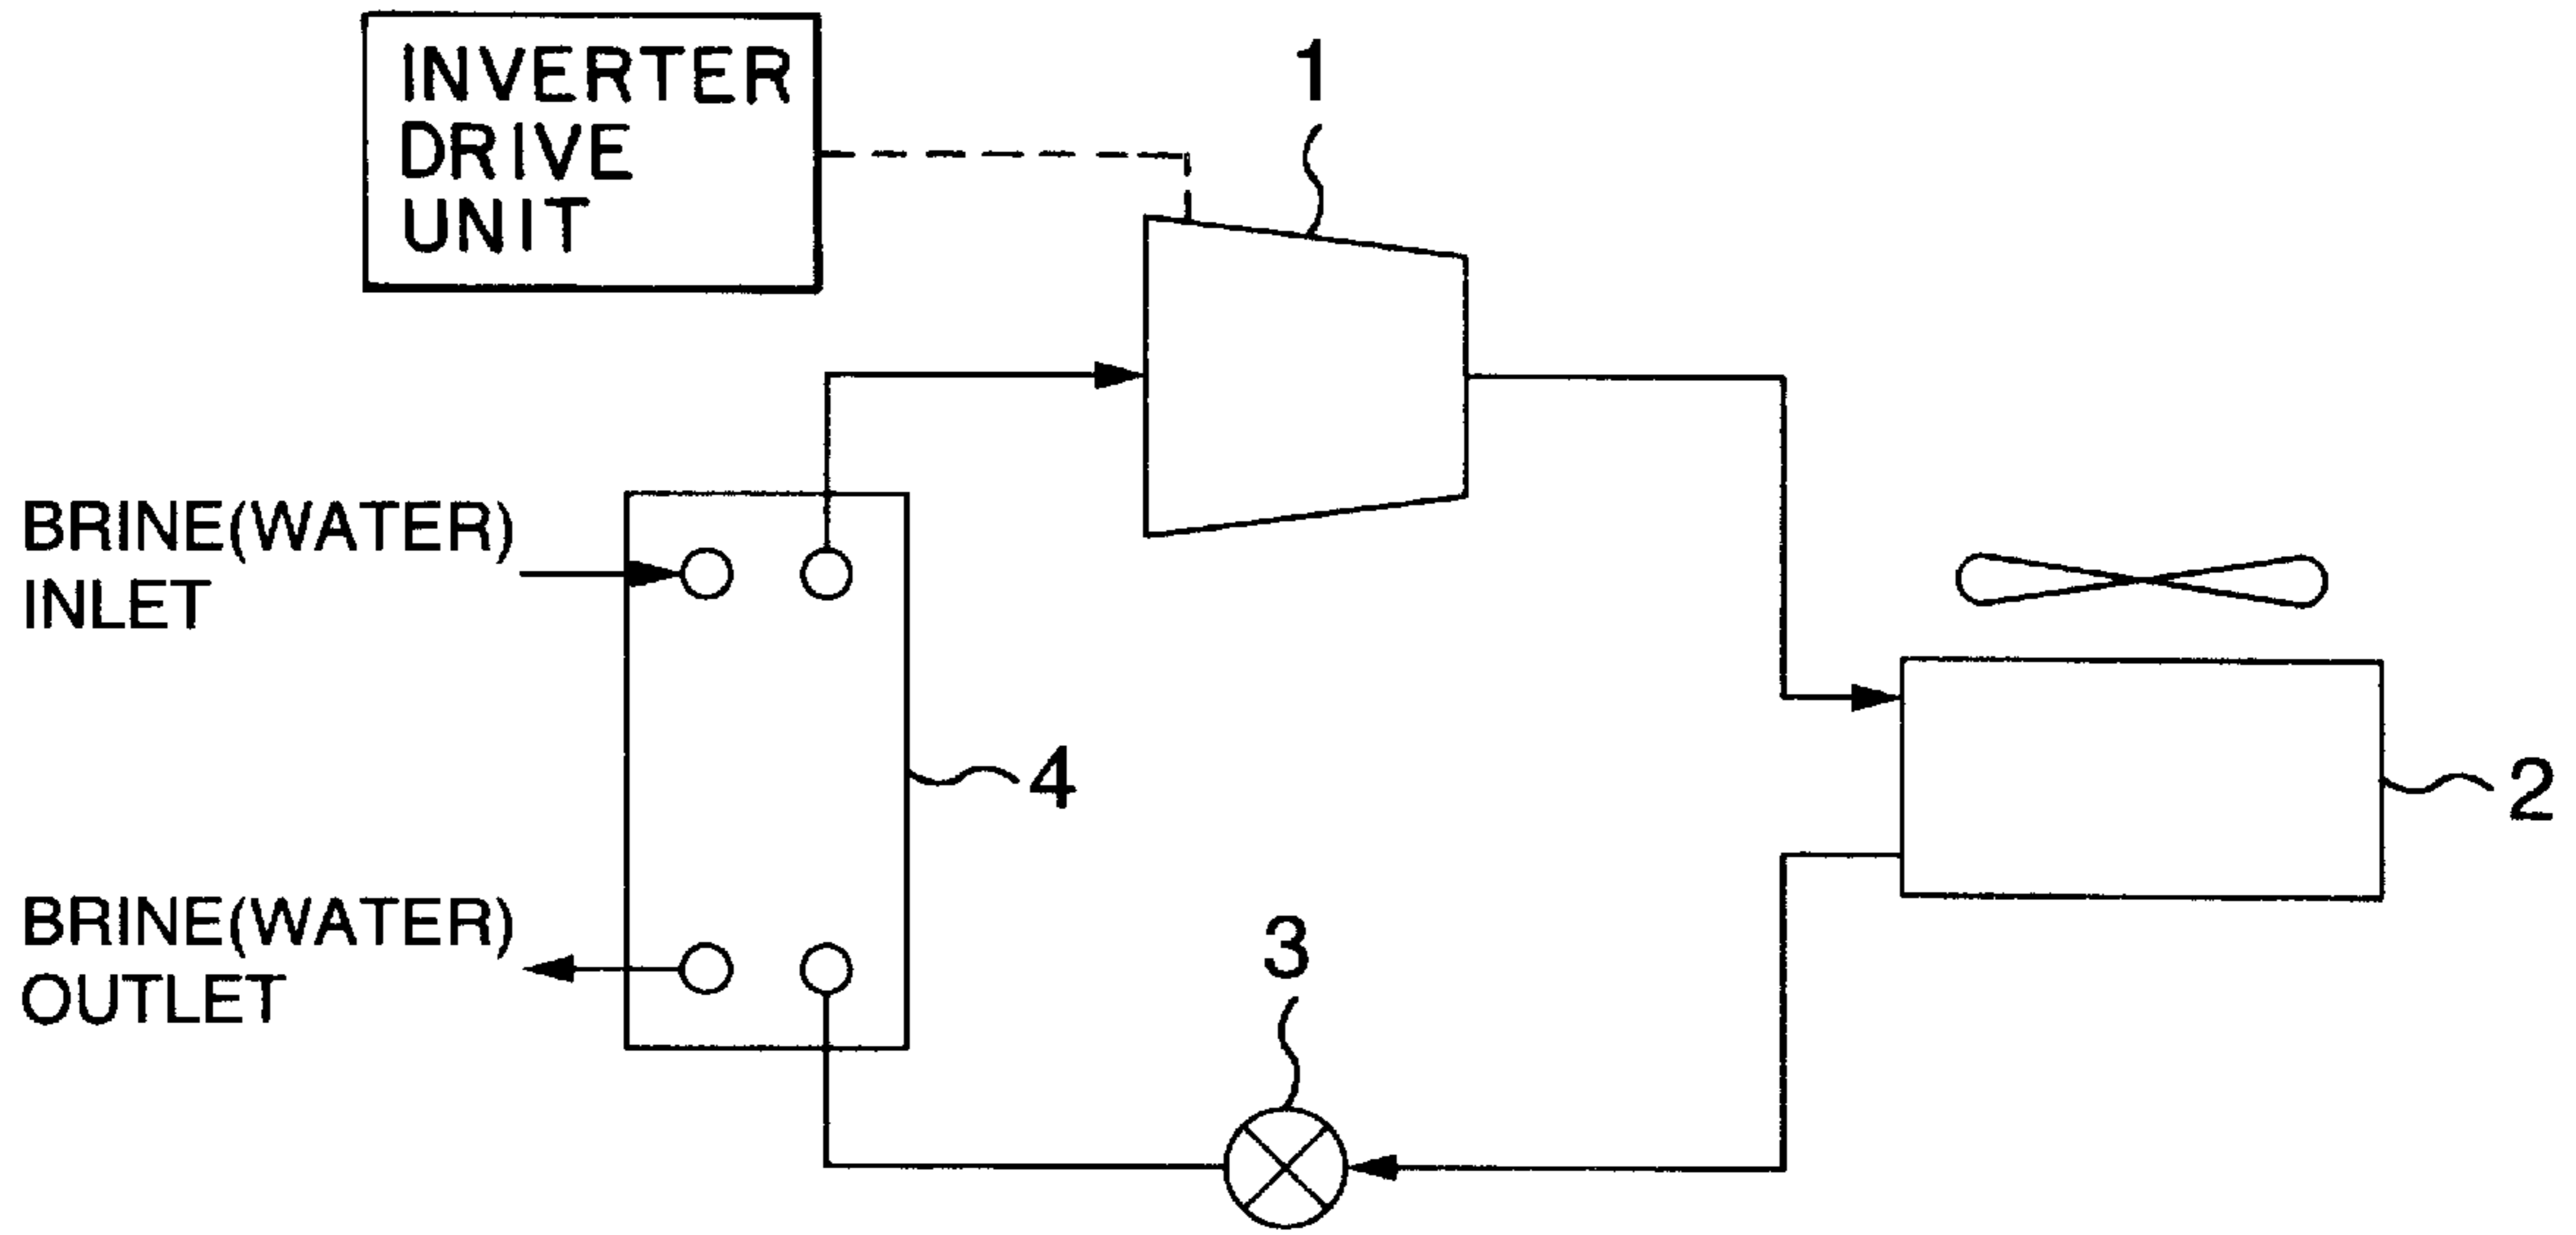 INVERTER
DRIVE
UNIT
1
BRINE(WATER)
INLET
4
2
BRINE(WATER)
OUTLET
3